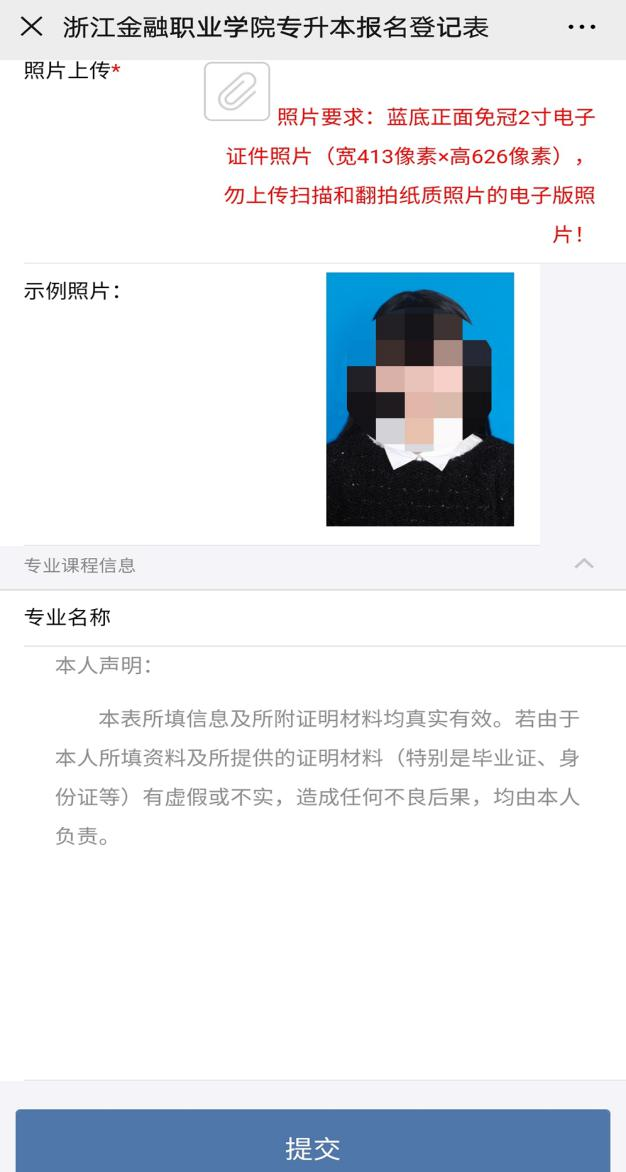 浙江金融职业学院专升本报名登记表
照片上传*
照片要求：蓝底正面免冠2寸电子
证件照片（宽413像素×高626像素），
勿上传扫描和翻拍纸质照片的电子版照
片！
示例照片：
专业课程信息
专业名称
本人声明：
本表所填信息及所附证明材料均真实有效。若由于
本人所填资料及所提供的证明材料（特别是毕业证、身
份证等）有虚假或不实，造成任何不良后果，均由本人
负责。
提交